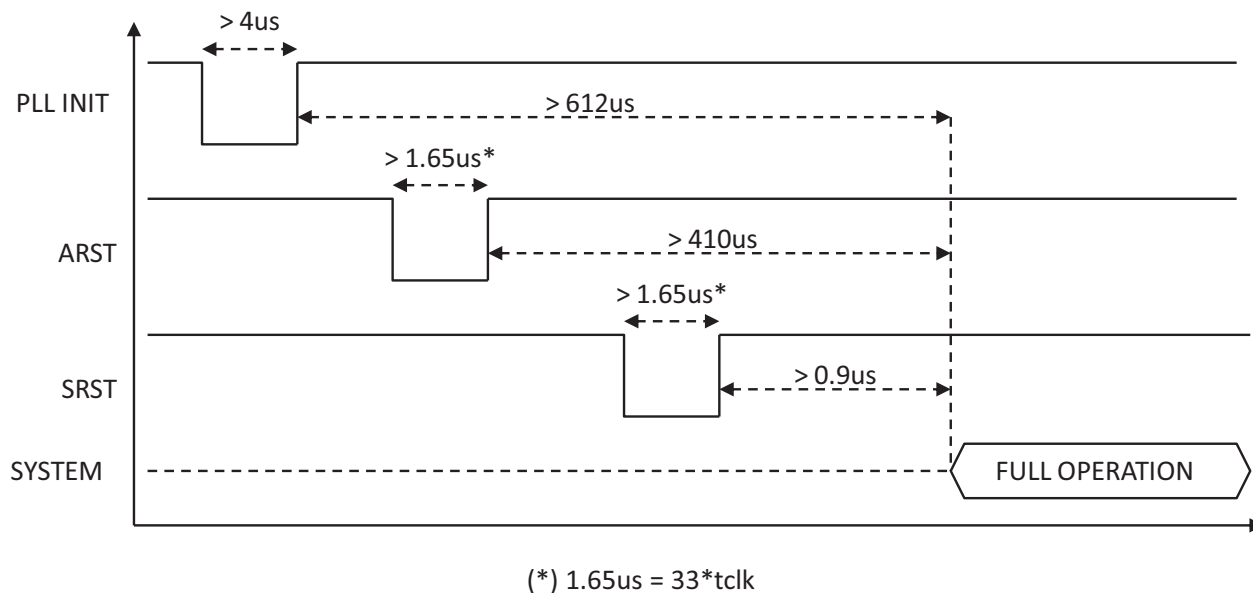 > 4us
PLL INIT
> 612us
> 1.65us*
ARST
> 410us
> 1.65us*
SRST
> 0.9us
SYSTEM
FULL OPERATION
(*) 1.65us = 33*tclk